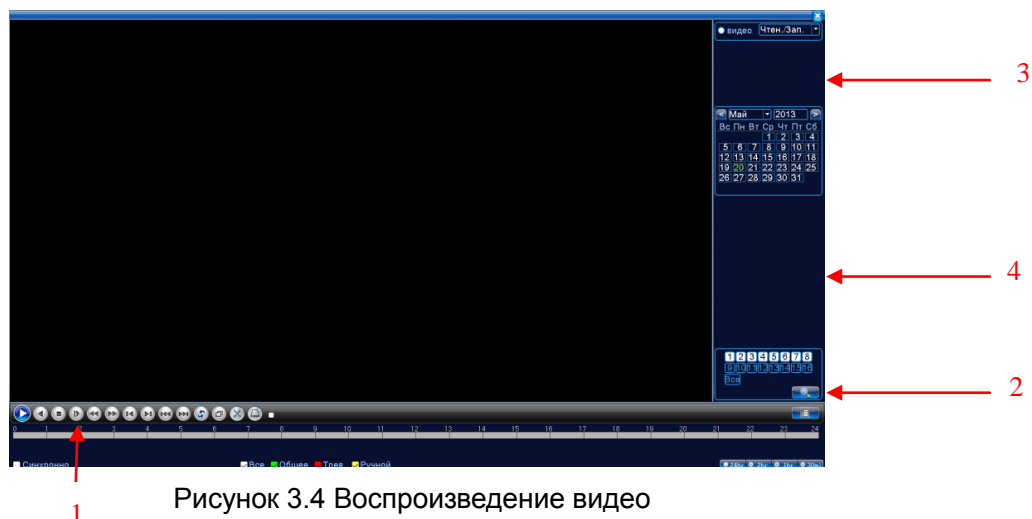 видео Чтен./Зап.
3
Май 2013
Вс Пн Вт Ср Чт Пт Сб
1 2 3 4
5 6 7 8 9 10 11
12 13 14 15 16 17 18
19 20 21 22 23 24 25
26 27 28 29 30 31
4
1 2 3 4 5 6 7 8
9 10 11 12 13 14 15 16
Все
2
0 1 2 3 4 5 6 7 8 9 10 11 12 13 14 15 16 17 18 19 20 21 22 23 24
Синхронно Все Общее Трев. Ручной 24hr 2hr 1hr 30mi
Рисунок 3.4 Воспроизведение видео
1